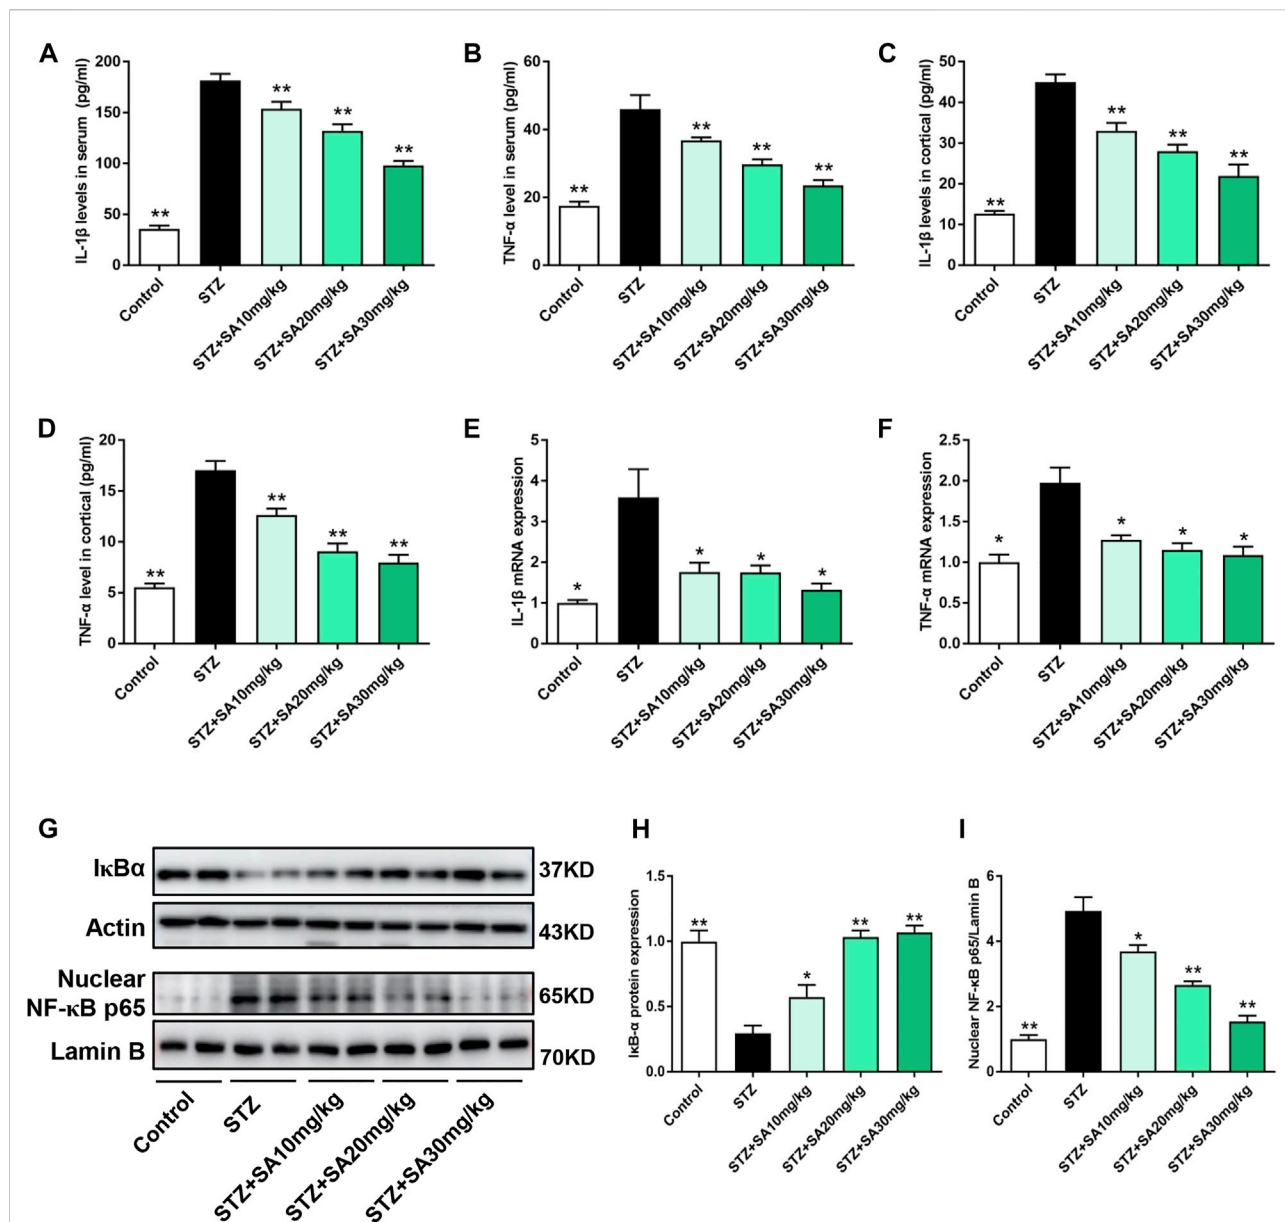 A
IL-1β levels in serum (pg/ml)
200
150
100
50
0
**
**
**
**
Control
STZ
STZ+SA10mg/kg
STZ+SA20mg/kg
STZ+SA30mg/kg
B
TNF-α level in serum (pg/ml)
60
40
20
0
**
**
**
**
Control
STZ
STZ+SA10mg/kg
STZ+SA20mg/kg
STZ+SA30mg/kg
C
IL-1β levels in cortical (pg/ml)
50
40
30
20
10
0
**
**
**
**
Control
STZ
STZ+SA10mg/kg
STZ+SA20mg/kg
STZ+SA30mg/kg
D
TNF-α level in cortical (pg/ml)
20
15
10
5
0
**
**
**
**
Control
STZ
STZ+SA10mg/kg
STZ+SA20mg/kg
STZ+SA30mg/kg
E
IL-1β mRNA expression
5
4
3
2
1
0
*
*
*
*
Control
STZ
STZ+SA10mg/kg
STZ+SA20mg/kg
STZ+SA30mg/kg
F
TNF-α mRNA expression
2.5
2.0
1.5
1.0
0.5
0.0
*
*
*
*
Control
STZ
STZ+SA10mg/kg
STZ+SA20mg/kg
STZ+SA30mg/kg
G
IκBα
37KD
Actin
43KD
Nuclear
NF-κB p65
65KD
Lamin B
70KD
Control
STZ
STZ+SA10mg/kg
STZ+SA20mg/kg
STZ+SA30mg/kg
H
IκB-α protein expression
1.5
1.0
0.5
0.0
**
*
**
**
Control
STZ
STZ+SA10mg/kg
STZ+SA20mg/kg
STZ+SA30mg/kg
I
Nuclear NF-κB p65/Lamin B
6
4
2
0
**
*
**
**
Control
STZ
STZ+SA10mg/kg
STZ+SA20mg/kg
STZ+SA30mg/kg